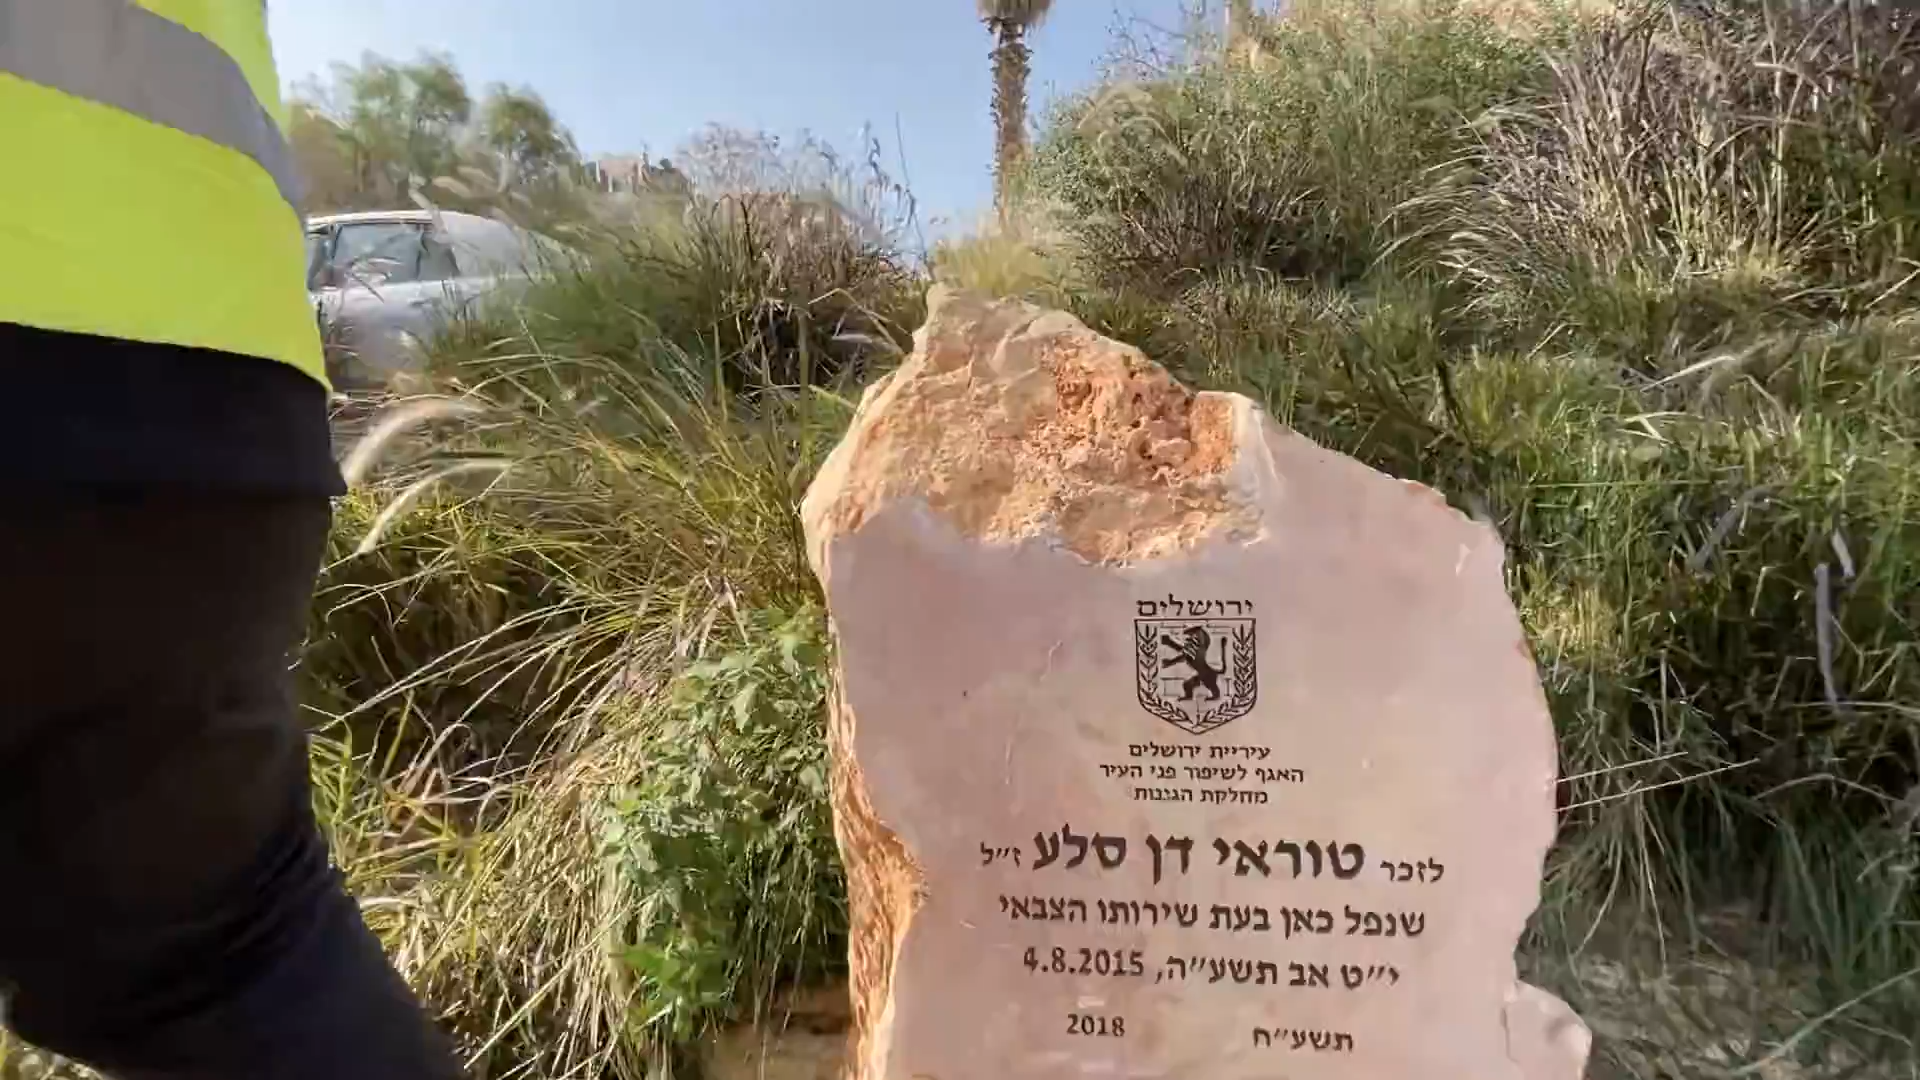 ירושלים
עיריית ירושלים
האגף לשיפור פני העיר
מחלקת הגננות
לזכר טוראי דן סלע ז״ל
שנפל כאן בעת שירותו הצבאי
י״ט אב תשע״ה, 4.8.2015
תשע״ח 2018